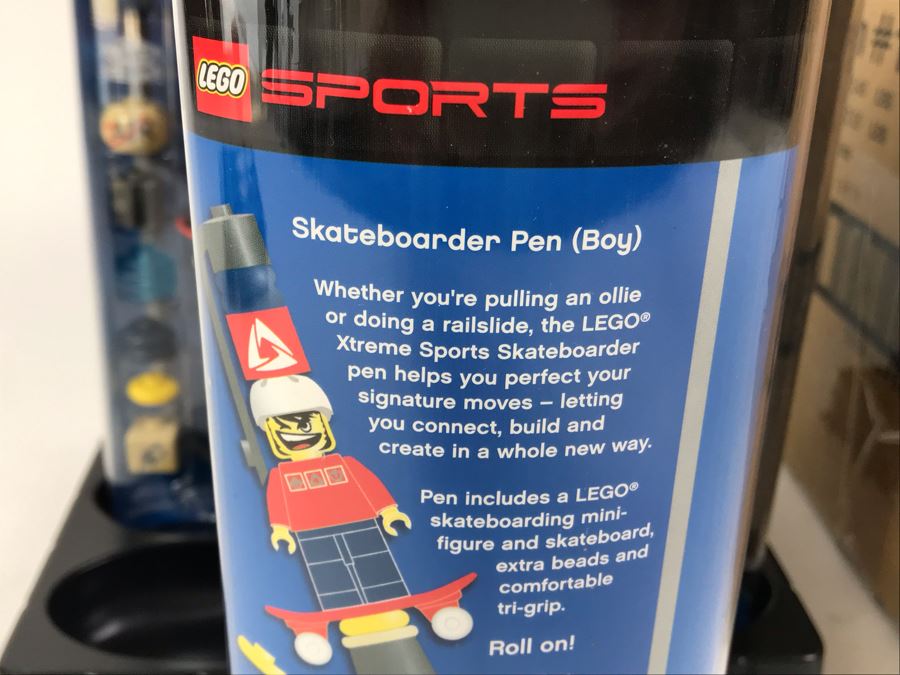 LEGO SPORTS
Skateboarder Pen (Boy)
Whether you're pulling an ollie
or doing a railslide, the LEGO®
Xtreme Sports Skateboarder
pen helps you perfect your
signature moves – letting
you connect, build and
create in a whole new way.
Pen includes a LEGO®
skateboarding mini-
figure and skateboard,
extra beads and
comfortable
tri-grip.
Roll on!